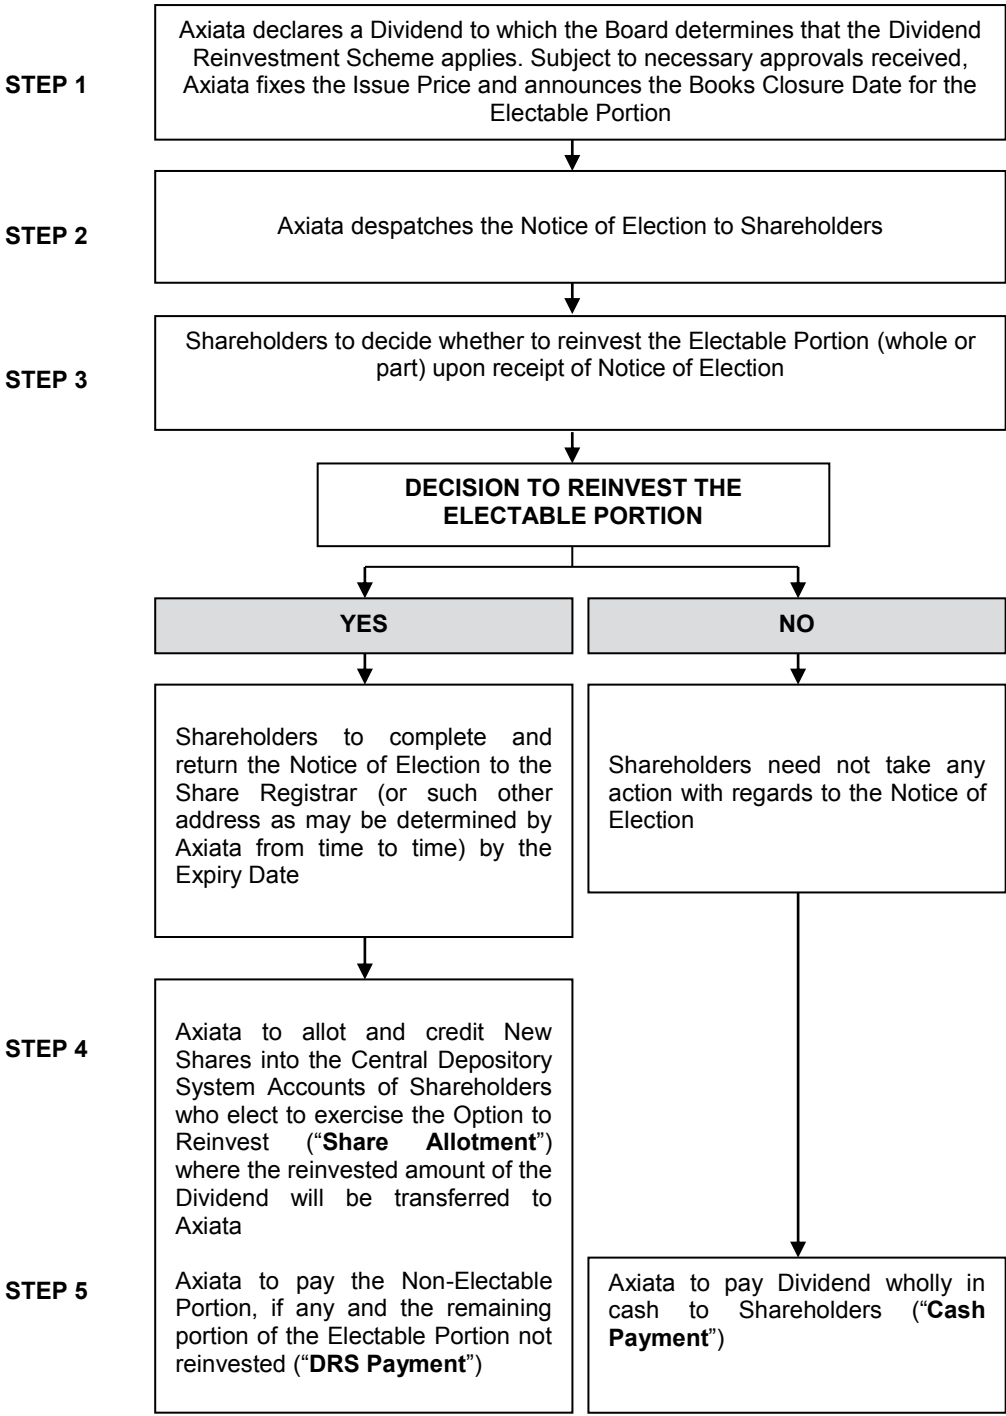 STEP 1
Axiata declares a Dividend to which the Board determines that the Dividend
Reinvestment Scheme applies. Subject to necessary approvals received,
Axiata fixes the Issue Price and announces the Books Closure Date for the
Electable Portion
STEP 2
Axiata despatches the Notice of Election to Shareholders
STEP 3
Shareholders to decide whether to reinvest the Electable Portion (whole or
part) upon receipt of Notice of Election
DECISION TO REINVEST THE
ELECTABLE PORTION
YES
NO
Shareholders to complete and
return the Notice of Election to the
Share Registrar (or such other
address as may be determined by
Axiata from time to time) by the
Expiry Date
Shareholders need not take any
action with regards to the Notice of
Election
STEP 4
Axiata to allot and credit New
Shares into the Central Depository
System Accounts of Shareholders
who elect to exercise the Option to
Reinvest (“Share Allotment”)
where the reinvested amount of the
Dividend will be transferred to
Axiata
STEP 5
Axiata to pay the Non-Electable
Portion, if any and the remaining
portion of the Electable Portion not
reinvested (“DRS Payment”)
Axiata to pay Dividend wholly in
cash to Shareholders (“Cash
Payment”)